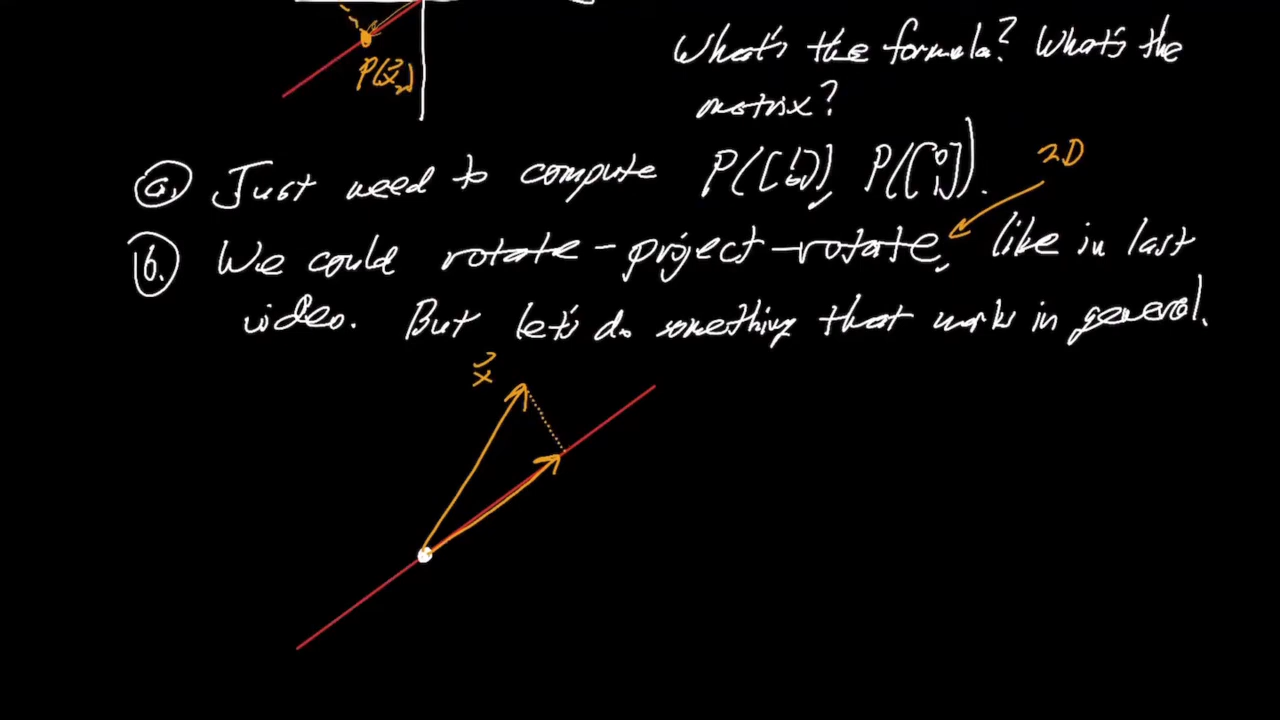 P(x⃗₂)
What's the formula? What's the
matrix?
a. Just need to compute P([1 0]), P([0 1]).
2D
b. We could rotate - project - rotate, like in last
video. But let's do something that works in general.
x⃗